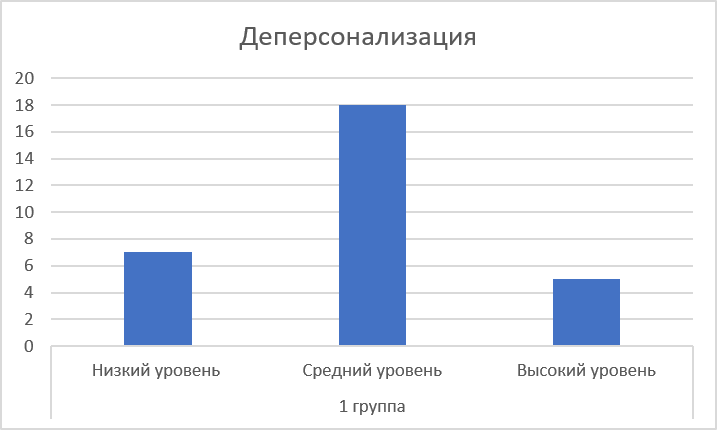 Деперсонализация
20
18
16
14
12
10
8
6
4
2
0
Низкий уровень
Средний уровень
Высокий уровень
1 группа